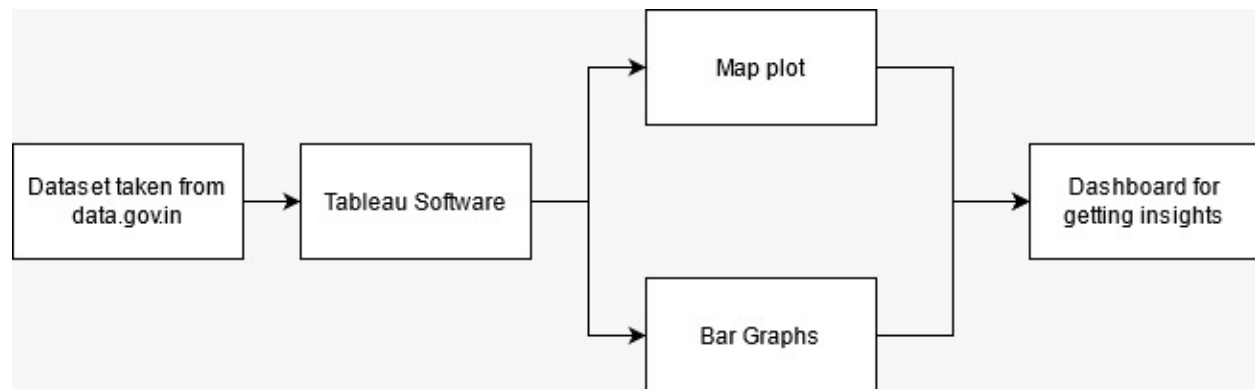 Dataset taken from
data.gov.in
Tableau Software
Map plot
Bar Graphs
Dashboard for
getting insights